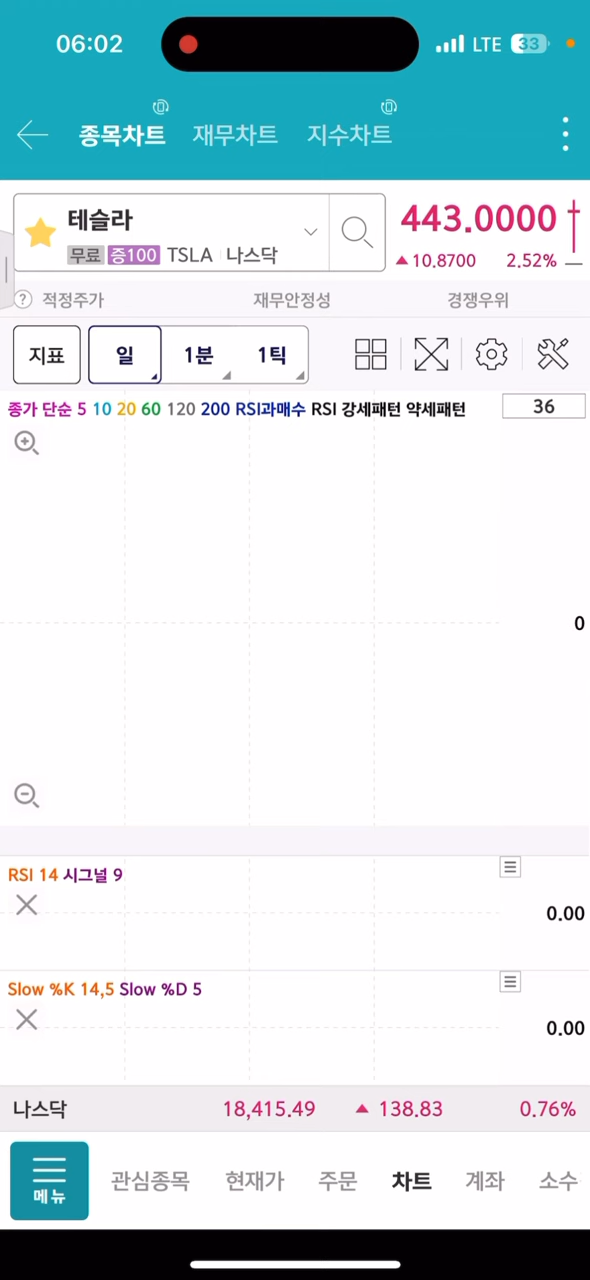 06:02 LTE 33
종목차트 재무차트 지수차트
테슬라
무료 증100 TSLA 나스닥
443.0000
▲10.8700 2.52%
? 적정주가 재무안정성 경쟁우위
지표 일 1분 1틱
종가 단순 5 10 20 60 120 200 RSI과매수 RSI 강세패턴 약세패턴 36
0
RSI 14 시그널 9
0.00
Slow %K 14,5 Slow %D 5
0.00
나스닥 18,415.49 ▲ 138.83 0.76%
메뉴 관심종목 현재가 주문 차트 계좌 소수